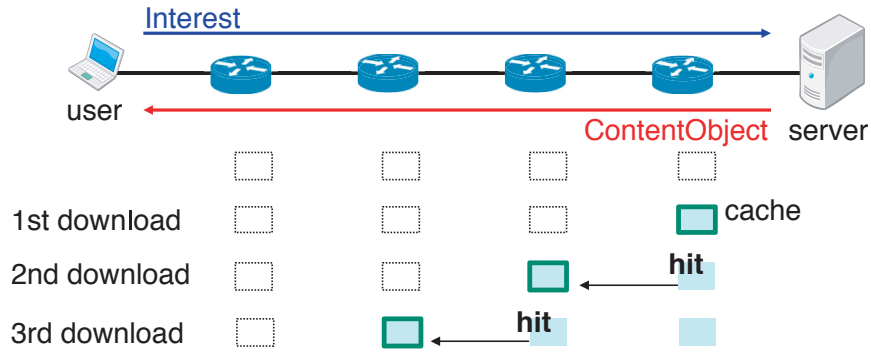 Interest
user
ContentObject
server
1st download
cache
2nd download
hit
3rd download
hit